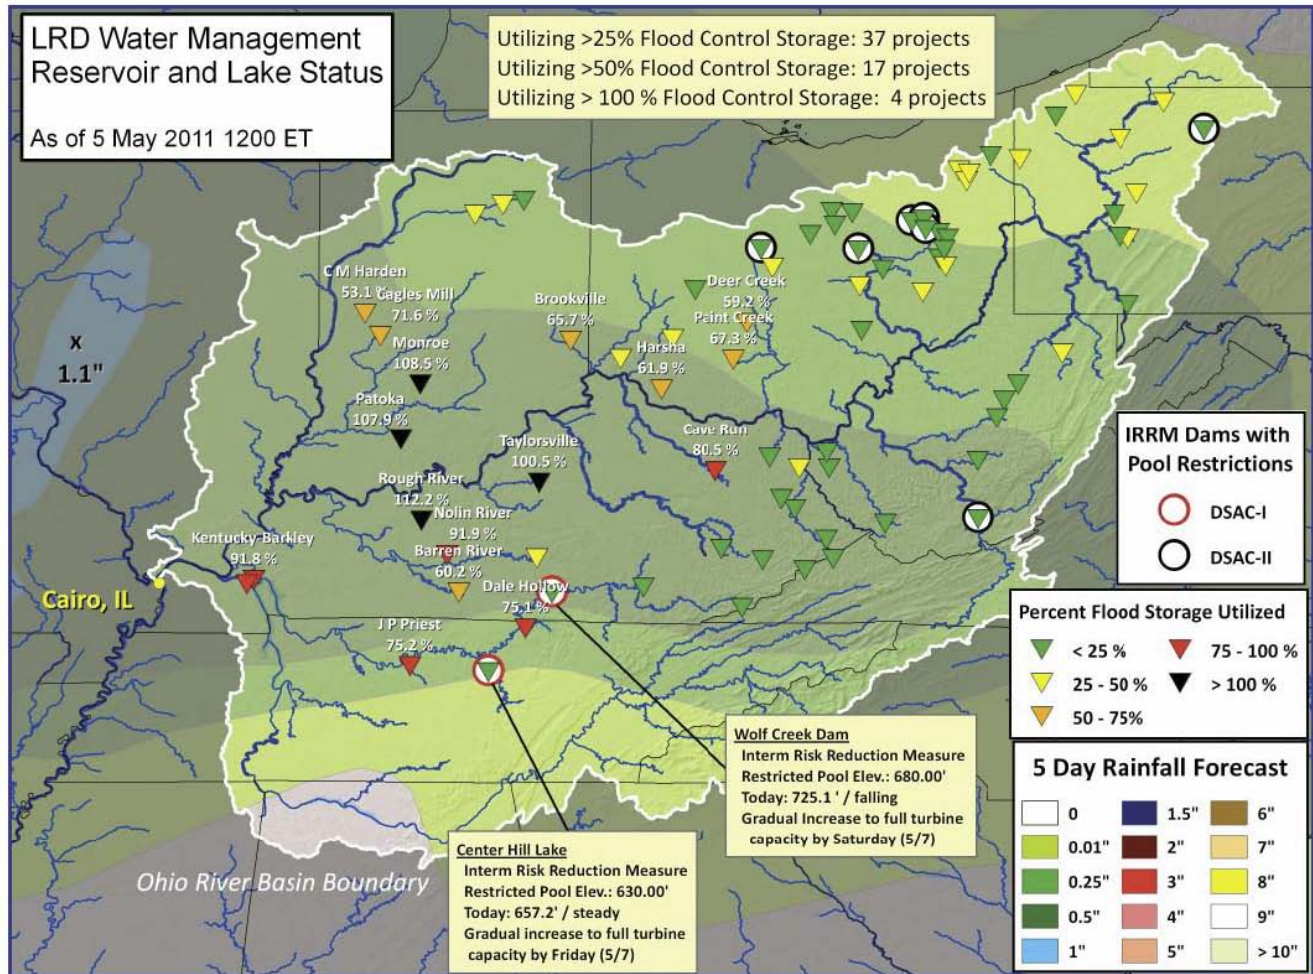 LRD Water Management
Reservoir and Lake Status
As of 5 May 2011 1200 ET
Utilizing >25% Flood Control Storage: 37 projects
Utilizing >50% Flood Control Storage: 17 projects
Utilizing > 100 % Flood Control Storage: 4 projects
C M Harden
53.1 %
Cagles Mill
71.6 %
Brookville
65.7 %
Deer Creek
59.2 %
Paint Creek
67.3 %
x
1.1"
Monroe
108.5 %
Harsha
61.9 %
Patoka
107.9 %
Taylorsville
100.5 %
Cave Run
80.5 %
Rough River
112.2 %
Nolin River
91.9 %
Kentucky-Barkley
91.8 %
Barren River
60.2 %
Dale Hollow
75.1 %
Cairo, IL
J P Priest
75.2 %
IRRM Dams with
Pool Restrictions
DSAC-I
DSAC-II
Percent Flood Storage Utilized
< 25 %
75 - 100 %
25 - 50 %
> 100 %
50 - 75%
Wolf Creek Dam
Interm Risk Reduction Measure
Restricted Pool Elev.: 680.00'
Today: 725.1 ' / falling
Gradual Increase to full turbine
capacity by Saturday (5/7)
Center Hill Lake
Interm Risk Reduction Measure
Restricted Pool Elev.: 630.00'
Today: 657.2' / steady
Gradual increase to full turbine
capacity by Friday (5/7)
Ohio River Basin Boundary
5 Day Rainfall Forecast
0 1.5" 6"
0.01" 2" 7"
0.25" 3" 8"
0.5" 4" 9"
1" 5" > 10"